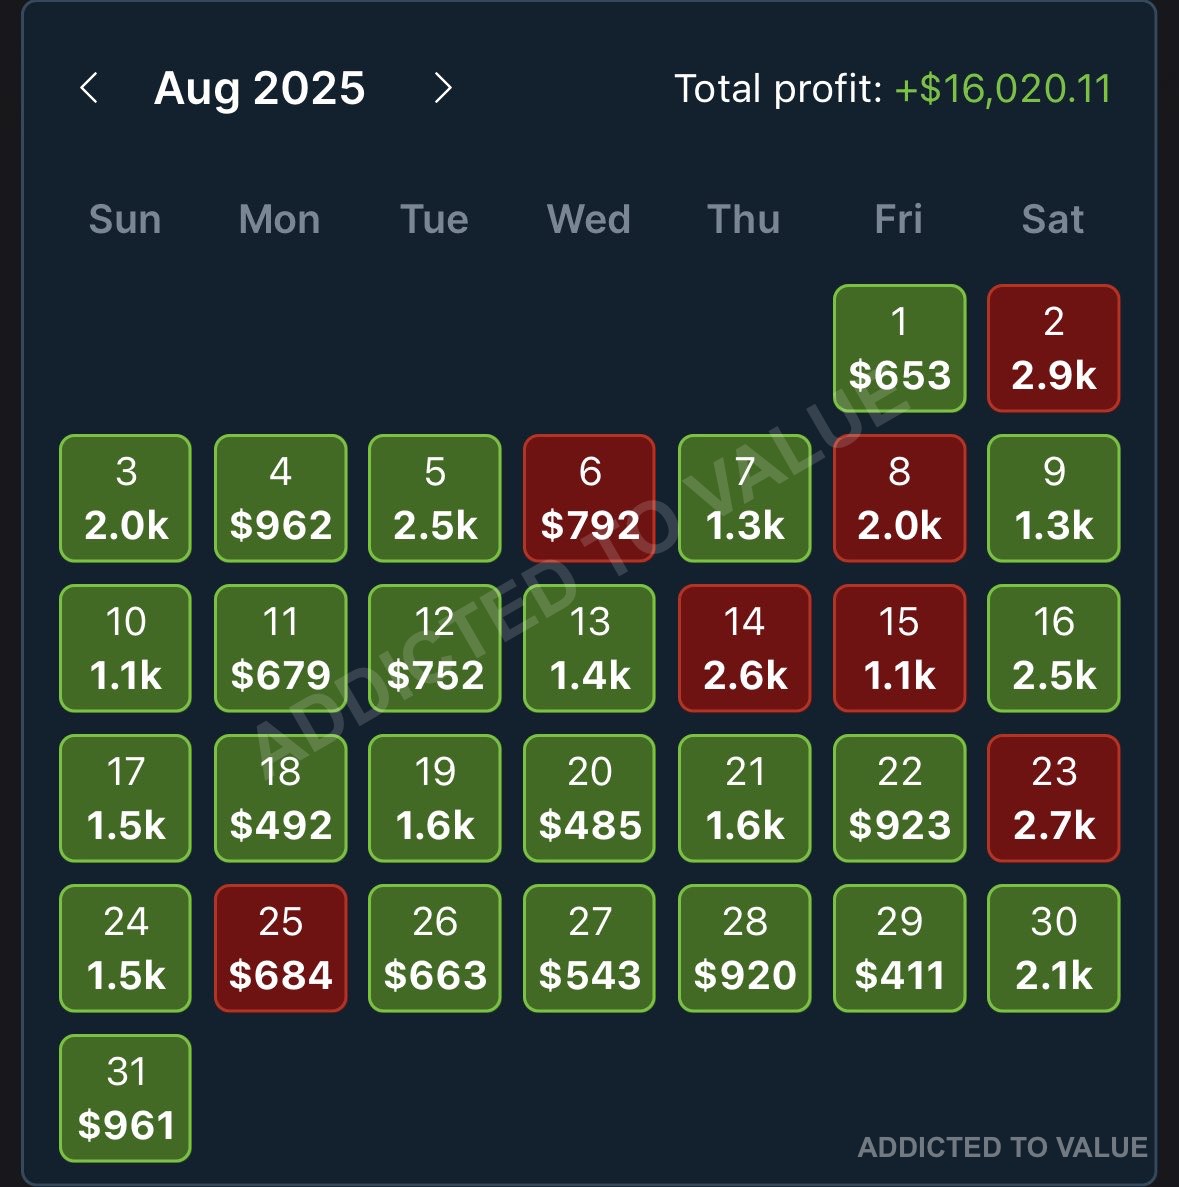 Aug 2025 Total profit: +$16,020.11
Sun Mon Tue Wed Thu Fri Sat
1 2
$653 2.9k
3 4 5 6 7 8 9
2.0k $962 2.5k $792 1.3k 2.0k 1.3k
10 11 12 13 14 15 16
1.1k $679 $752 1.4k 2.6k 1.1k 2.5k
17 18 19 20 21 22 23
1.5k $492 1.6k $485 1.6k $923 2.7k
24 25 26 27 28 29 30
1.5k $684 $663 $543 $920 $411 2.1k
31
$961
ADDICTED TO VALUE
ADDICTED TO VALUE